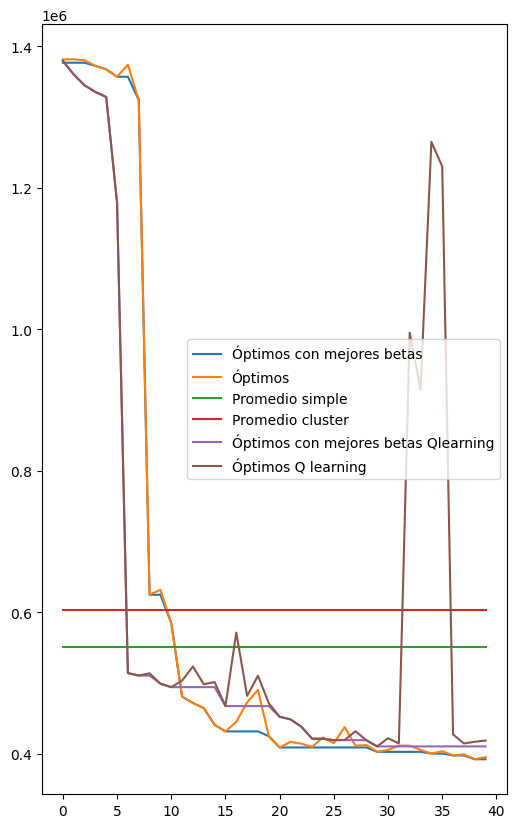 1e6
1.4
1.2
1.0
0.8
0.6
0.4
Óptimos con mejores betas
Óptimos
Promedio simple
Promedio cluster
Óptimos con mejores betas Qlearning
Óptimos Q learning
0 5 10 15 20 25 30 35 40